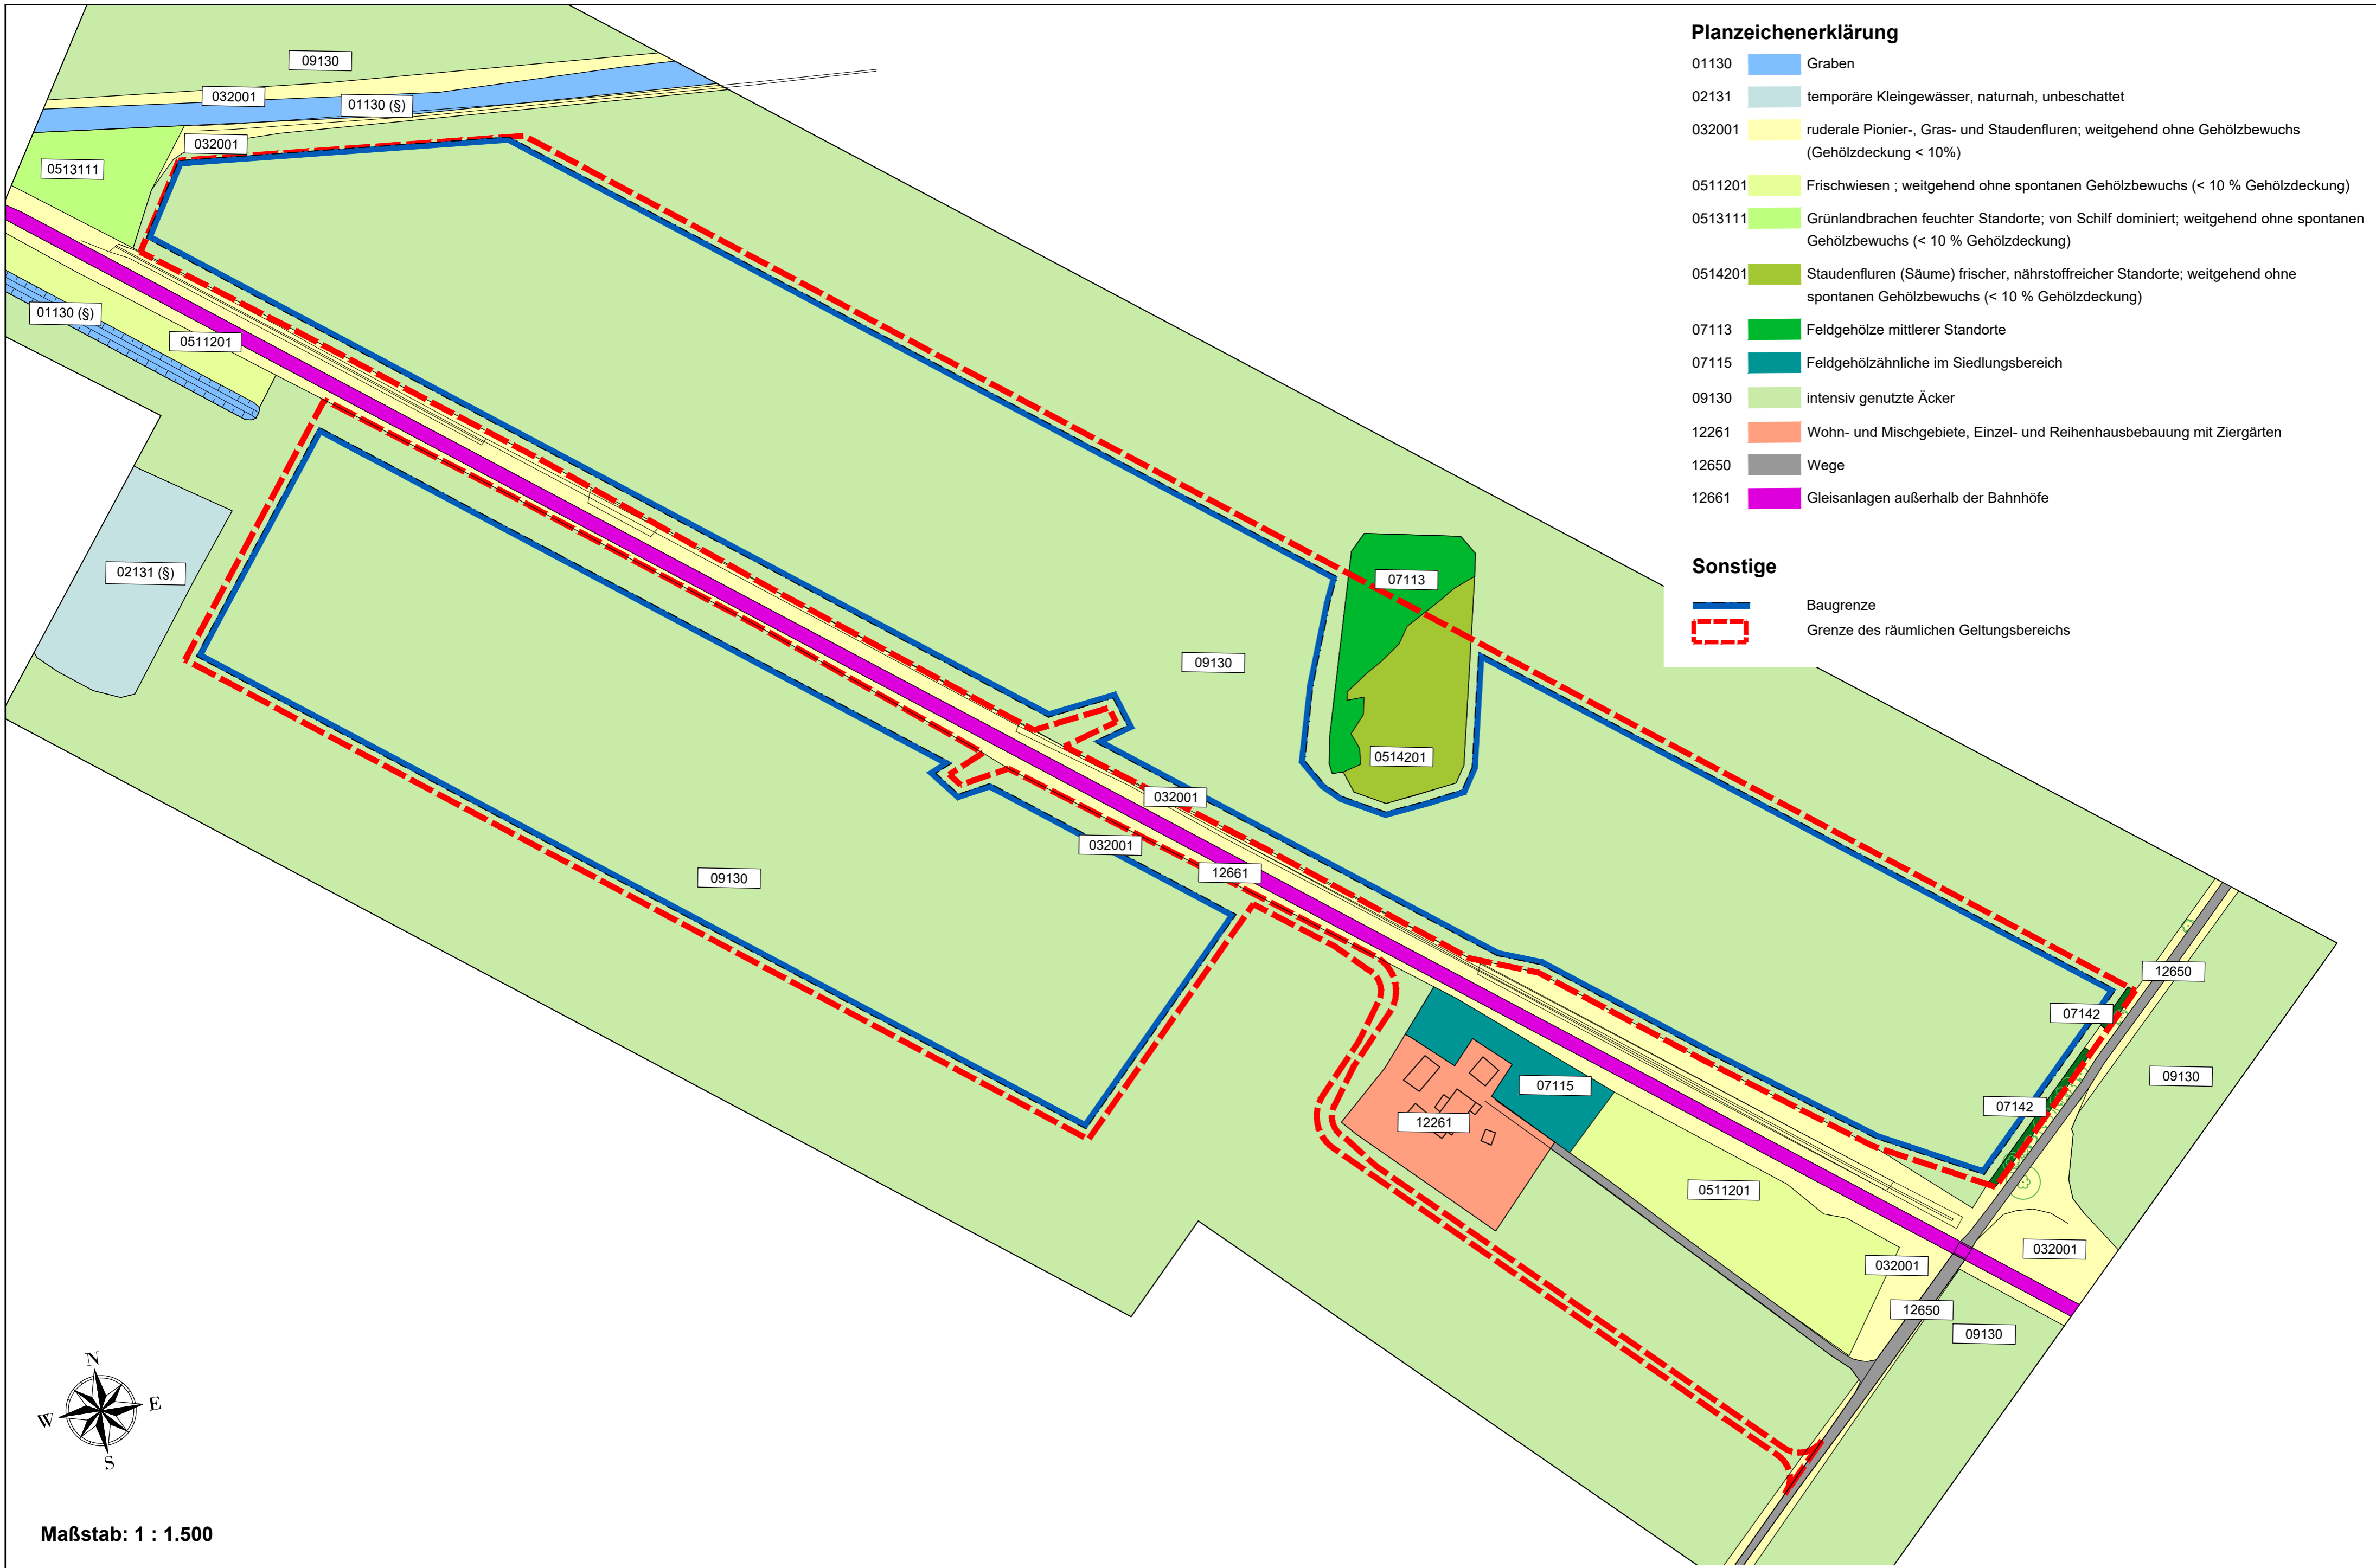 Planzeichenerklärung
01130 Graben
02131 temporäre Kleingewässer, naturnah, unbeschattet
032001 ruderale Pionier-, Gras- und Staudenfluren; weitgehend ohne Gehölzbewuchs
(Gehölzdeckung < 10%)
0511201 Frischwiesen ; weitgehend ohne spontanen Gehölzbewuchs (< 10 % Gehölzdeckung)
0513111 Grünlandbrachen feuchter Standorte; von Schilf dominiert; weitgehend ohne spontanen
Gehölzbewuchs (< 10 % Gehölzdeckung)
0514201 Staudenfluren (Säume) frischer, nährstoffreicher Standorte; weitgehend ohne
spontanen Gehölzbewuchs (< 10 % Gehölzdeckung)
07113 Feldgehölze mittlerer Standorte
07115 Feldgehölzähnliche im Siedlungsbereich
09130 intensiv genutzte Äcker
12261 Wohn- und Mischgebiete, Einzel- und Reihenhausbebauung mit Ziergärten
12650 Wege
12661 Gleisanlagen außerhalb der Bahnhöfe
Sonstige
Baugrenze
Grenze des räumlichen Geltungsbereichs
09130
032001
01130 (§)
032001
0513111
01130 (§)
0511201
02131 (§)
07113
09130
0514201
032001
032001
12661
09130
12650
07142
09130
07115
07142
12261
0511201
032001
032001
12650
09130
N
E
W
S
Maßstab: 1 : 1.500